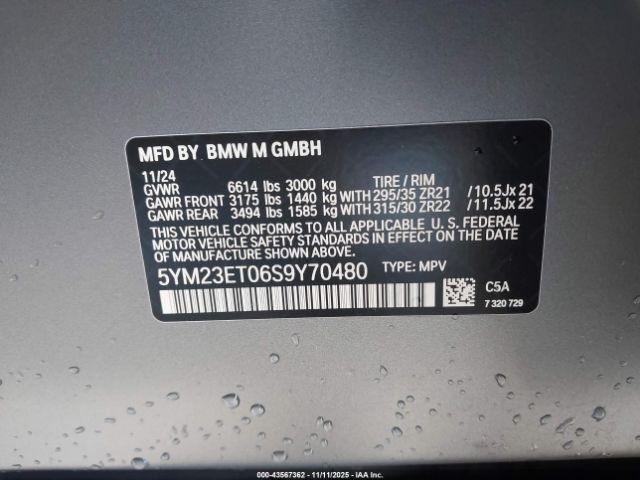 MFD BY. BMW M GMBH
11/24
GVWR 6614 lbs 3000 kg TIRE / RIM
GAWR FRONT 3175 lbs 1440 kg WITH 295/35 ZR21 /10.5Jx 21
GAWR REAR 3494 lbs 1585 kg WITH 315/30 ZR22 /11.5Jx 22
THIS VEHICLE CONFORMS TO ALL APPLICABLE U. S. FEDERAL
MOTOR VEHICLE SAFETY STANDARDS IN EFFECT ON THE DATE OF
MANUFACTURE SHOWN ABOVE.
5YM23ET06S9Y70480 TYPE: MPV
C5A
7 320 729
000-43567362 - 11/11/2025 - IAA Inc.